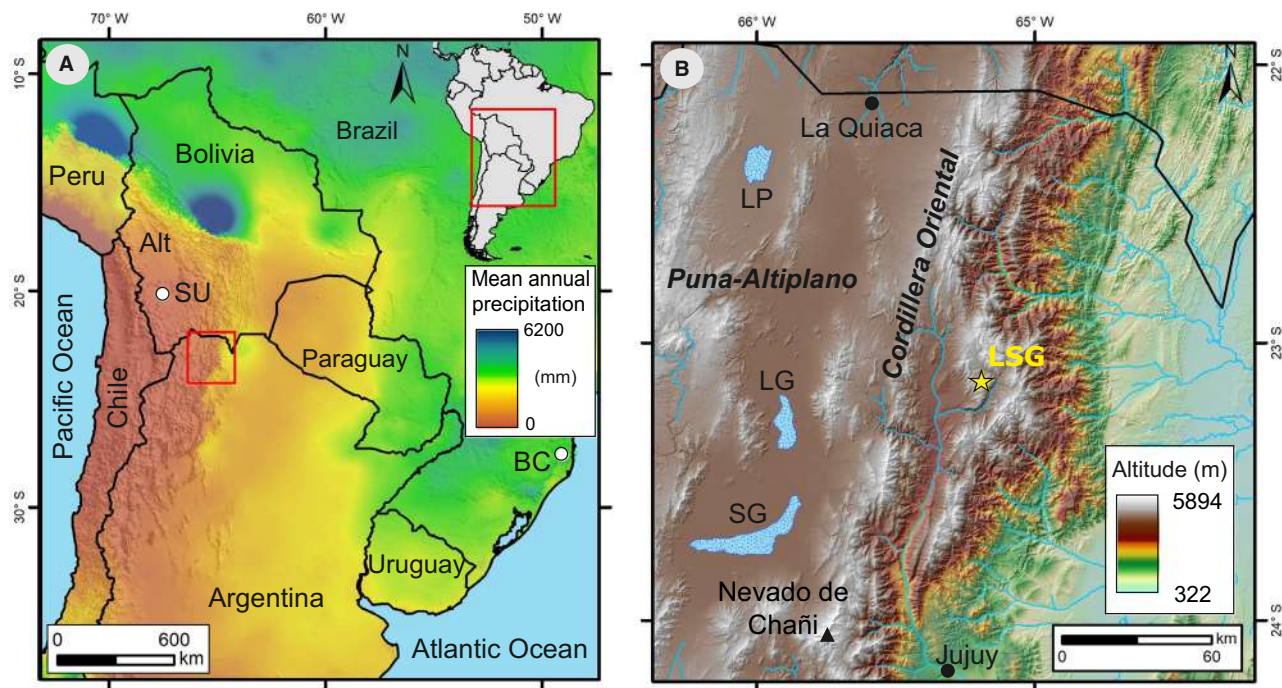 70° W
60° W
50° W
A
N
10° S
Brazil
Bolivia
Peru
Mean annual
precipitation
6200
(mm)
0
Alt
SU
20° S
Pacific Ocean
Chile
Paraguay
BC
30° S
Uruguay
Argentina
0
600
km
Atlantic Ocean
66° W
65° W
B
N
22° S
La Quiaca
LP
Cordillera Oriental
Puna-Altiplano
23° S
LSG
LG
Altitude (m)
5894
322
SG
Nevado de
Chañi
24° S
Jujuy
km
0
60